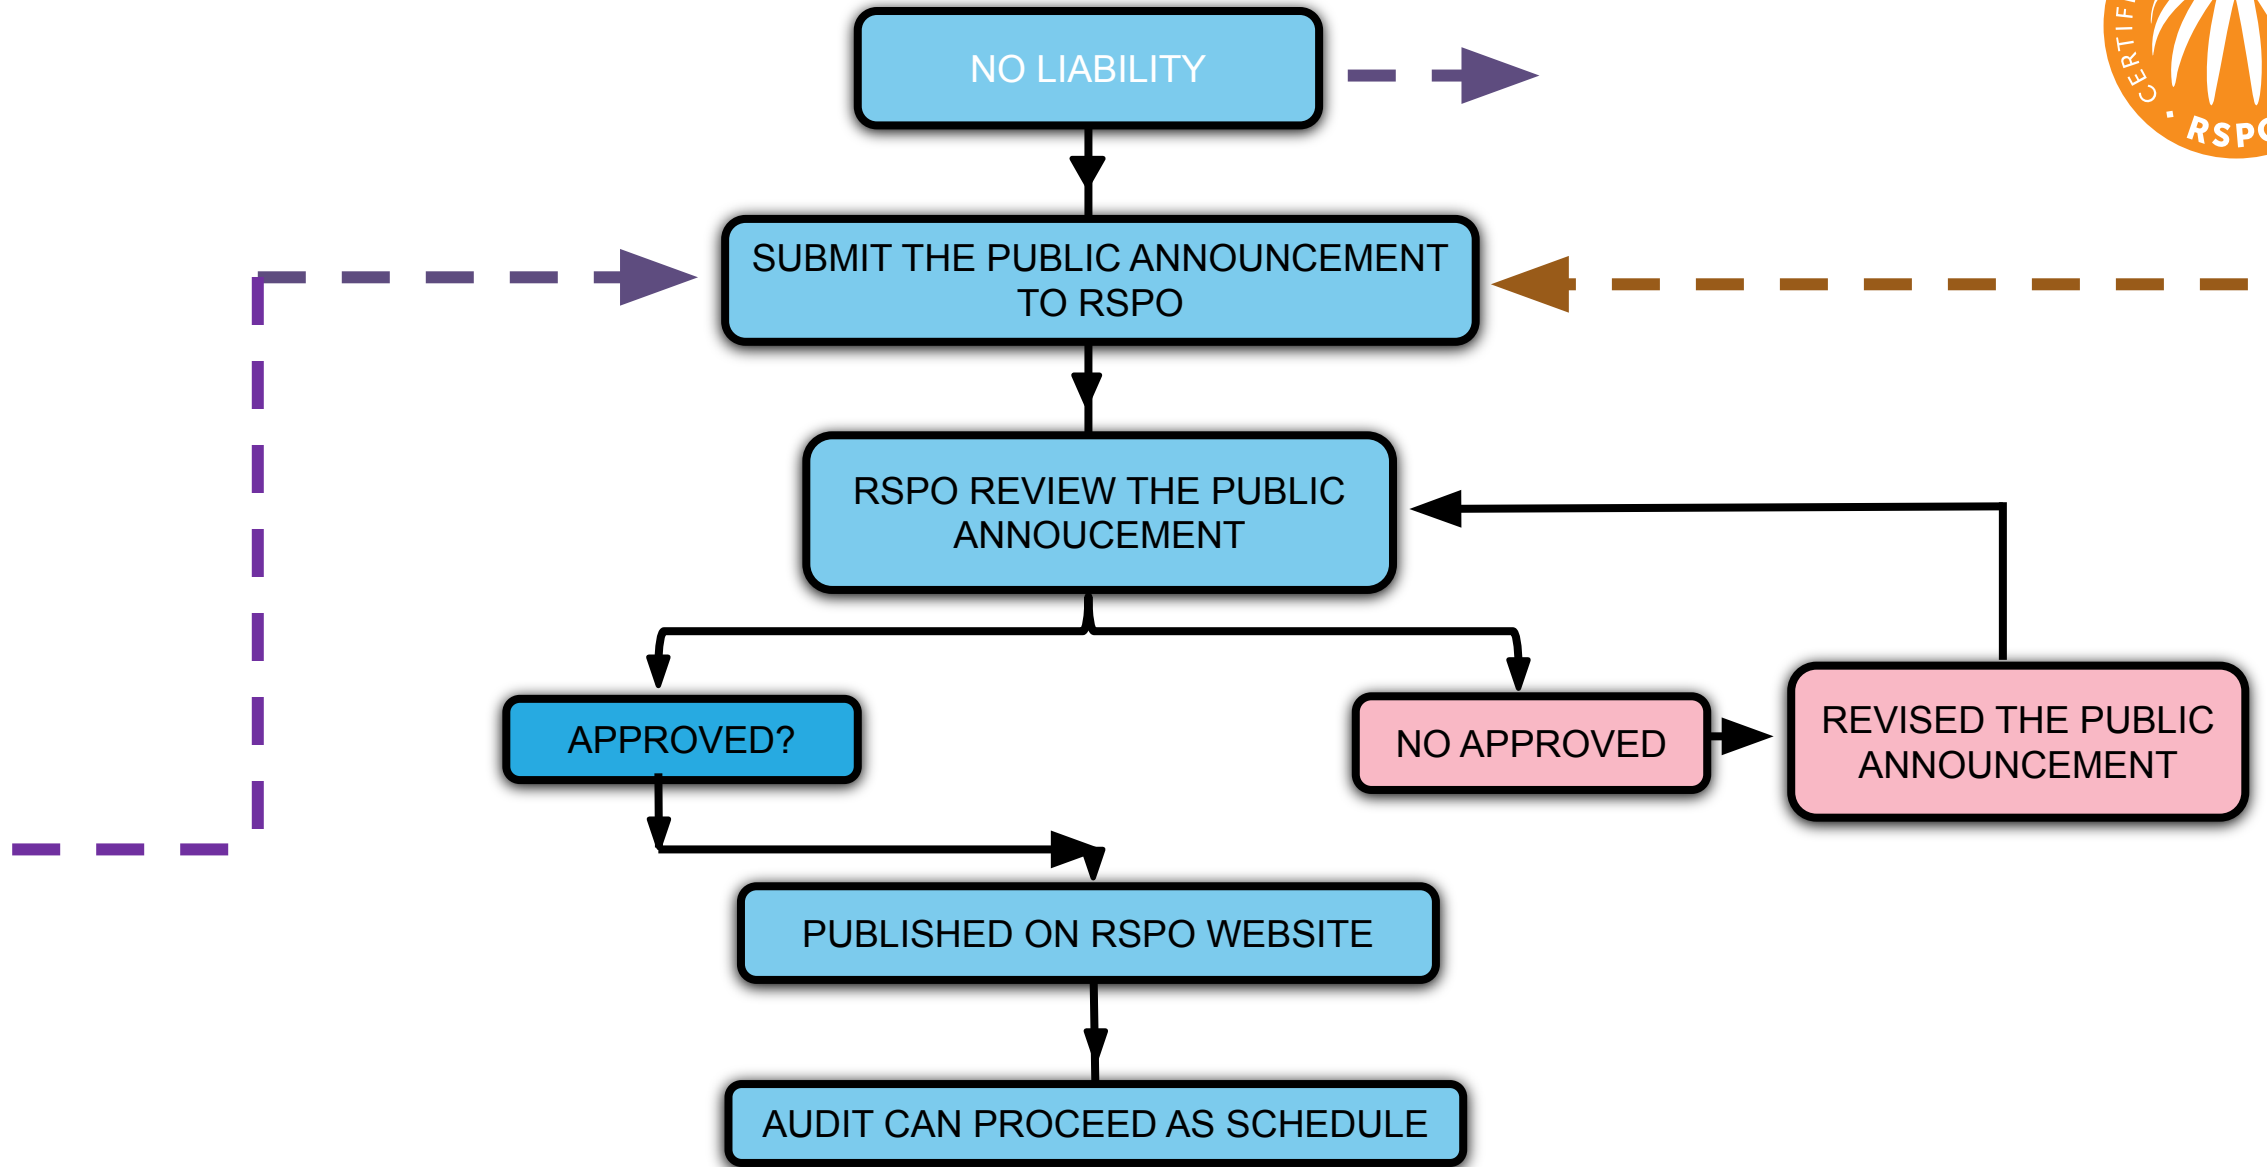 NO LIABILITY
SUBMIT THE PUBLIC ANNOUNCEMENT
TO RSPO
RSPO REVIEW THE PUBLIC
ANNOUCEMENT
APPROVED?
NO APPROVED
REVISED THE PUBLIC
ANNOUNCEMENT
PUBLISHED ON RSPO WEBSITE
AUDIT CAN PROCEED AS SCHEDULE